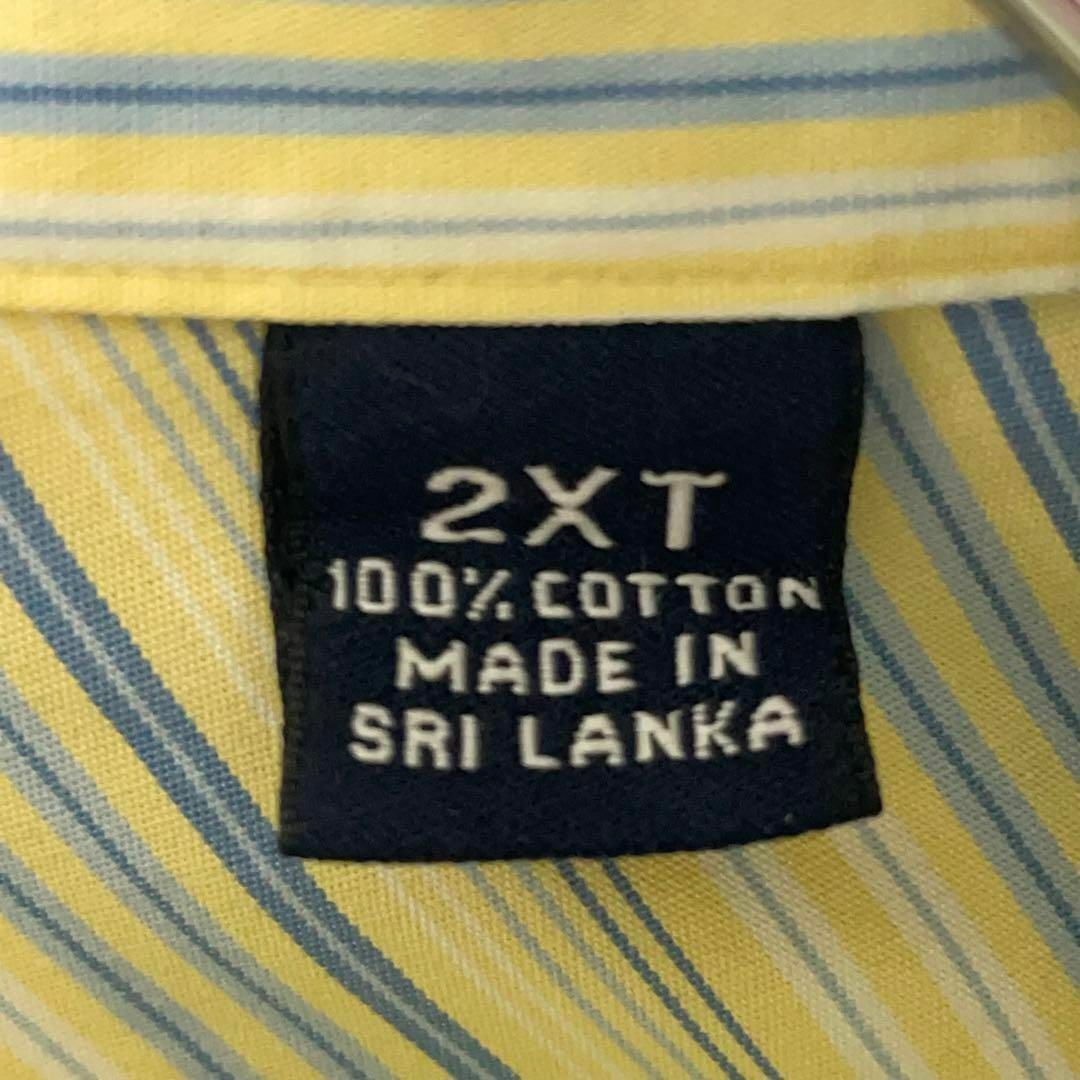 2XT
100% COTTON
MADE IN
SRI LANKA